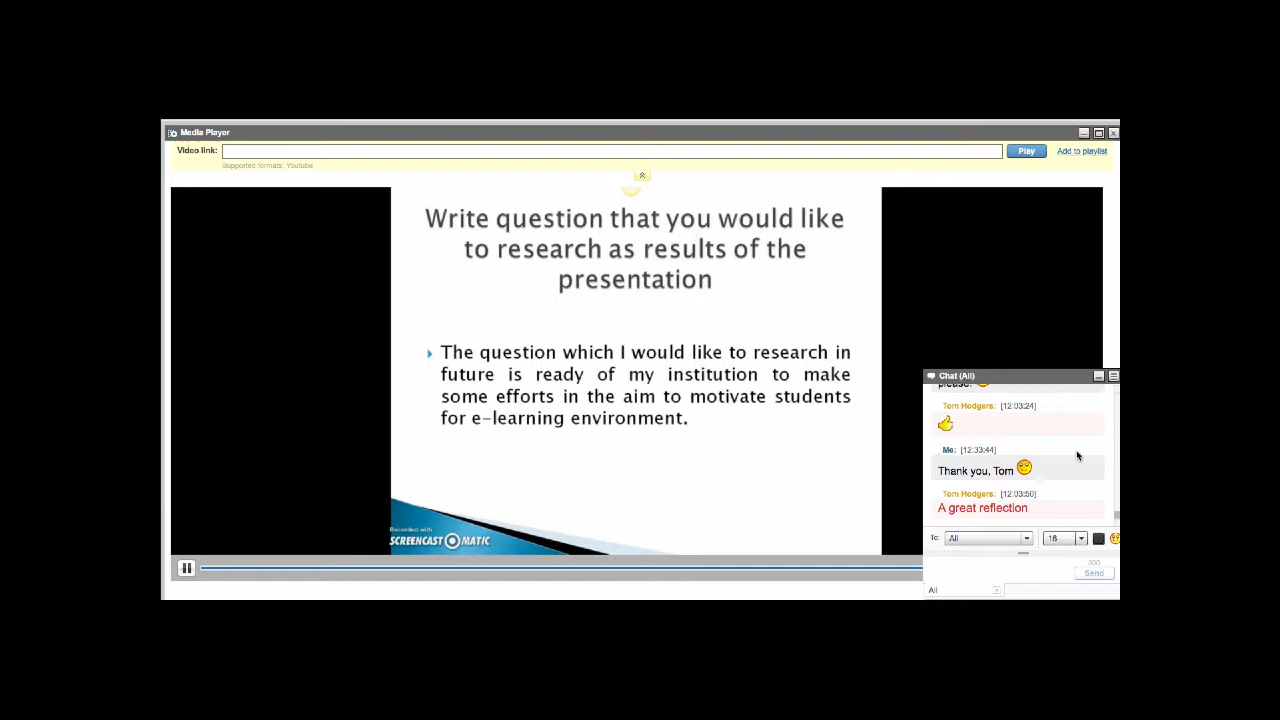 Media Player
Video link:
Play
Add to playlist
Supported formats: Youtube
Write question that you would like
to research as results of the
presentation
The question which I would like to research in
future is ready of my institution to make
some efforts in the aim to motivate students
for e-learning environment.
Recorded with
SCREENCAST MATIC
Chat (All)
please.
Tom Hodgers: [12:03:24]
Me: [12:33:44]
Thank you, Tom
Tom Hodgers: [12:03:50]
A great reflection
To: All 18
300
Send
All